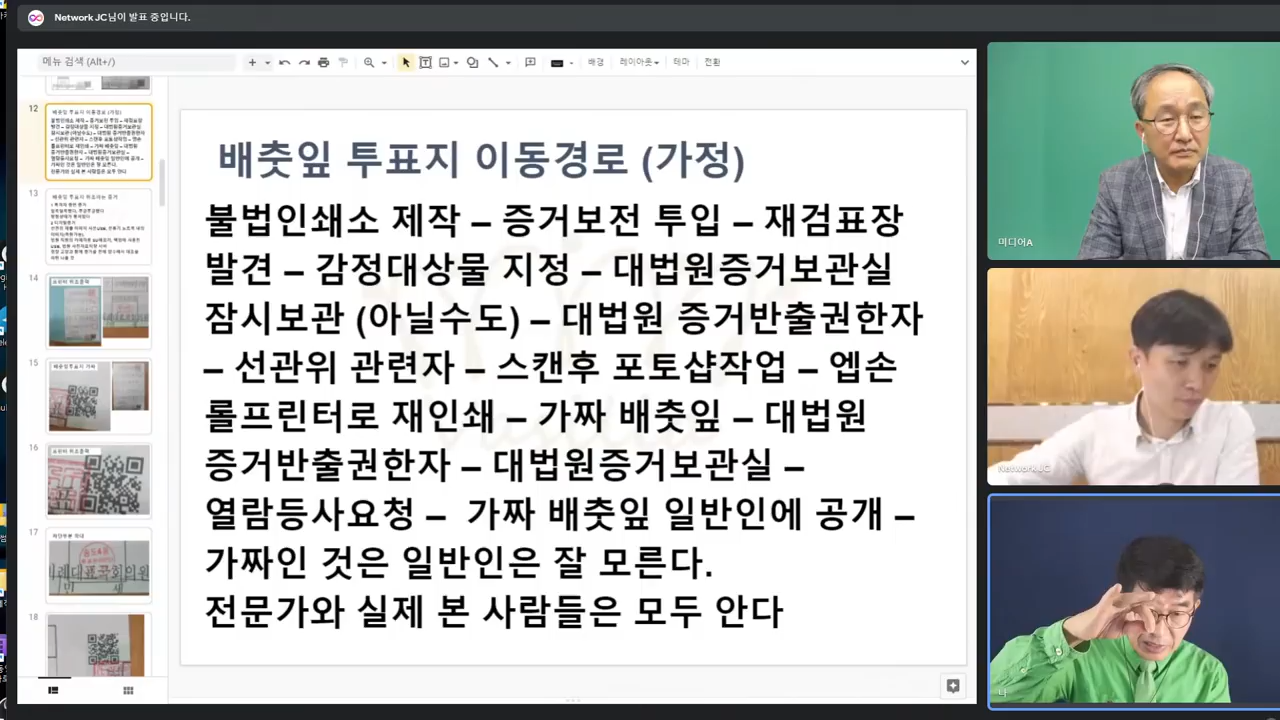 Network JC님이 발표 중입니다.
메뉴 검색 (Alt+/)
배경
레이아웃
테마
전환
12
배춧잎 투표지 이동경로 (가정)
불법인쇄소 제작 – 증거보전 투입 – 재검표장
발견 – 감정대상물 지정 – 대법원증거보관실
잠시보관 (아닐수도) – 대법원 증거반출권한자
– 선관위 관련자 – 스캔후 포토샵작업 – 엡손
롤프린터로 재인쇄 – 가짜 배춧잎 – 대법원
증거반출권한자 – 대법원증거보관실 –
열람등사요청 – 가짜 배춧잎 일반인에 공개 –
가짜인 것은 일반인은 잘 모른다.
전문가와 실제 본 사람들은 모두 안다
13
14
15
16
17
18
미디어A
Network JC
나